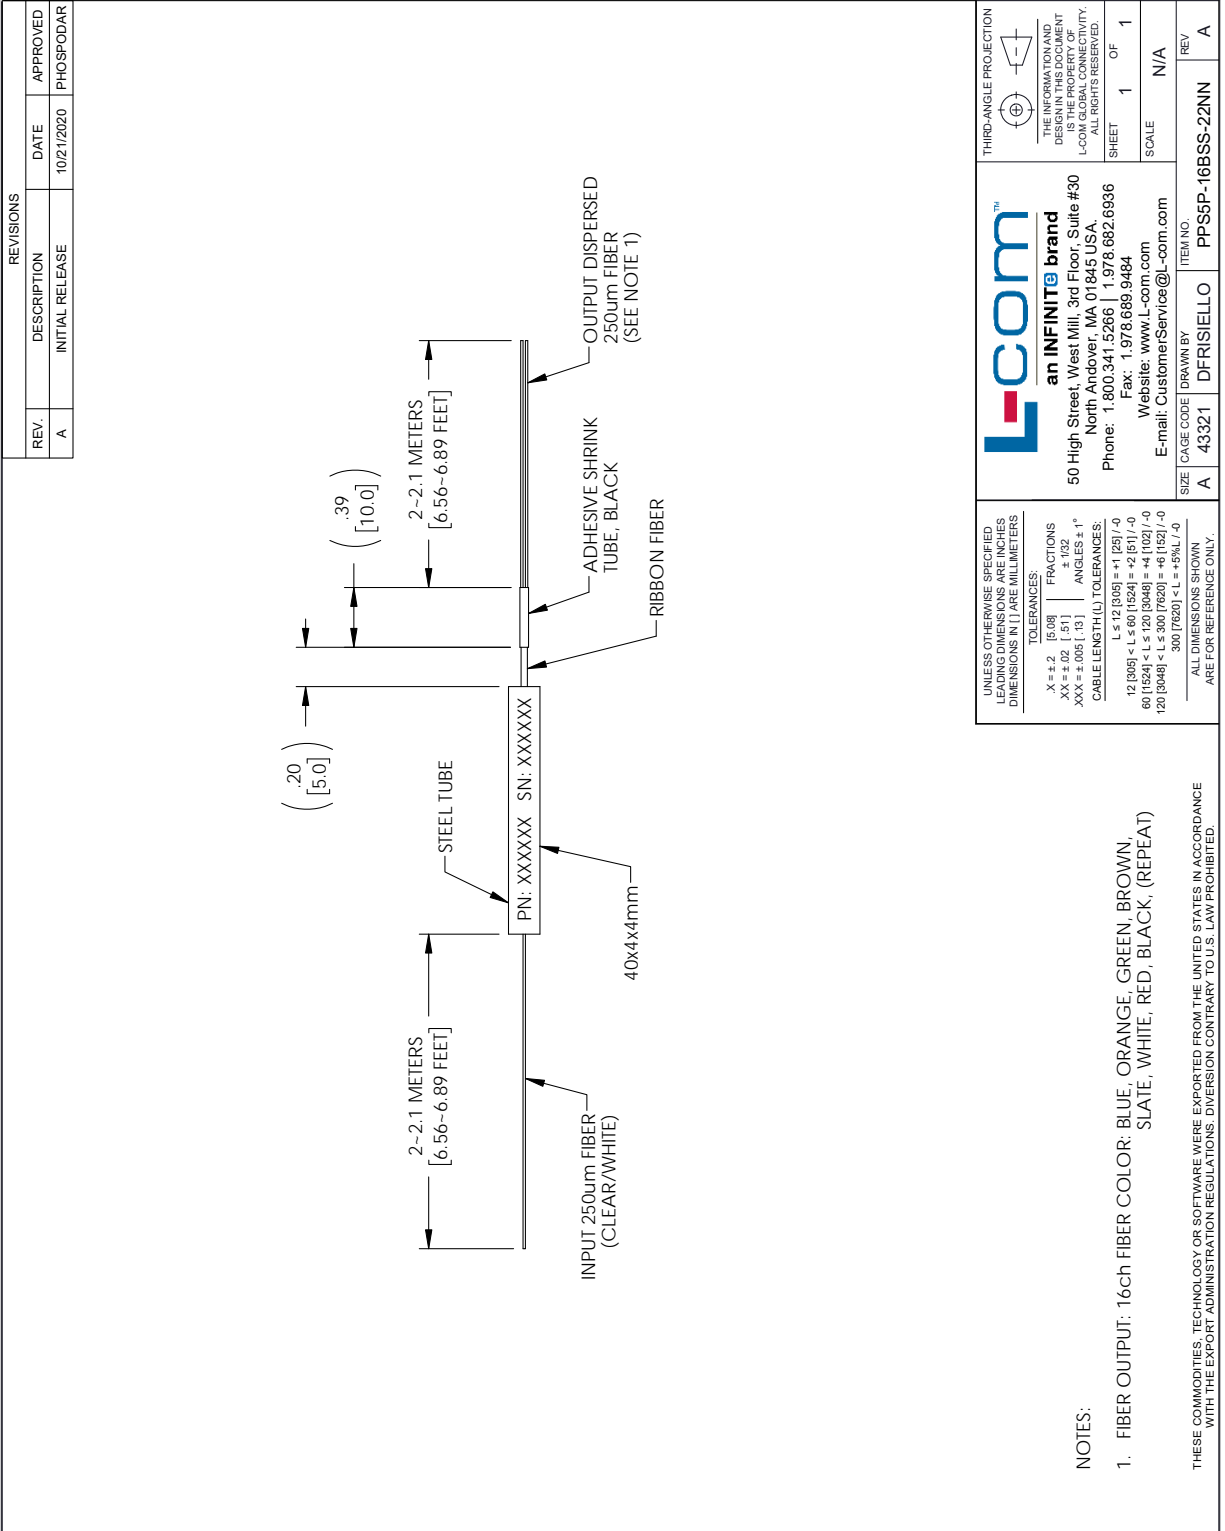 REVISIONS
REV. DESCRIPTION DATE APPROVED
A INITIAL RELEASE 10/21/2020 PHOSPODAR
.20
[5.0]
.39
[10.0]
2~2.1 METERS
[6.56~6.89 FEET]
2~2.1 METERS
[6.56~6.89 FEET]
STEEL TUBE
PN: XXXXXX SN: XXXXXX
40x4x4mm
INPUT 250um FIBER
(CLEAR/WHITE)
ADHESIVE SHRINK
TUBE, BLACK
RIBBON FIBER
OUTPUT DISPERSED
250um FIBER
(SEE NOTE 1)
NOTES:
1. FIBER OUTPUT: 16ch FIBER COLOR: BLUE, ORANGE, GREEN, BROWN,
SLATE, WHITE, RED, BLACK, (REPEAT)
THESE COMMODITIES, TECHNOLOGY OR SOFTWARE WERE EXPORTED FROM THE UNITED STATES IN ACCORDANCE
WITH THE EXPORT ADMINISTRATION REGULATIONS. DIVERSION CONTRARY TO U.S. LAW PROHIBITED.
UNLESS OTHERWISE SPECIFIED
LEADING DIMENSIONS ARE INCHES
DIMENSIONS IN [ ] ARE MILLIMETERS
TOLERANCES:
.X = ± .2 [5.08] FRACTIONS
.XX = ± .02 [ .51] ± 1/32
.XXX = ± .005 [ .13 ] ANGLES ± 1°
CABLE LENGTH (L) TOLERANCES:
L ≤ 12 [305] = +1 [25] / -0
12 [305] < L ≤ 60 [1524] = +2 [51] / -0
60 [1524] < L ≤ 120 [3048] = +4 [102] / -0
120 [3048] < L ≤ 300 [7620] = +6 [152] / -0
300 [7620] < L = +5%L / -0
ALL DIMENSIONS SHOWN
ARE FOR REFERENCE ONLY.
L-com™
an INFINITe brand
50 High Street, West Mill, 3rd Floor, Suite #30
North Andover, MA 01845 USA.
Phone: 1.800.341.5266 | 1.978.682.6936
Fax: 1.978.689.9484
Website: www.L-com.com
E-mail: CustomerService@L-com.com
THIRD-ANGLE PROJECTION
THE INFORMATION AND
DESIGN IN THIS DOCUMENT
IS THE PROPERTY OF
L-COM GLOBAL CONNECTIVITY.
ALL RIGHTS RESERVED.
SHEET 1 OF 1
SCALE N/A
SIZE A
CAGE CODE 43321
DRAWN BY DFRISIELLO
ITEM NO. PPS5P-16BSS-22NN
REV A